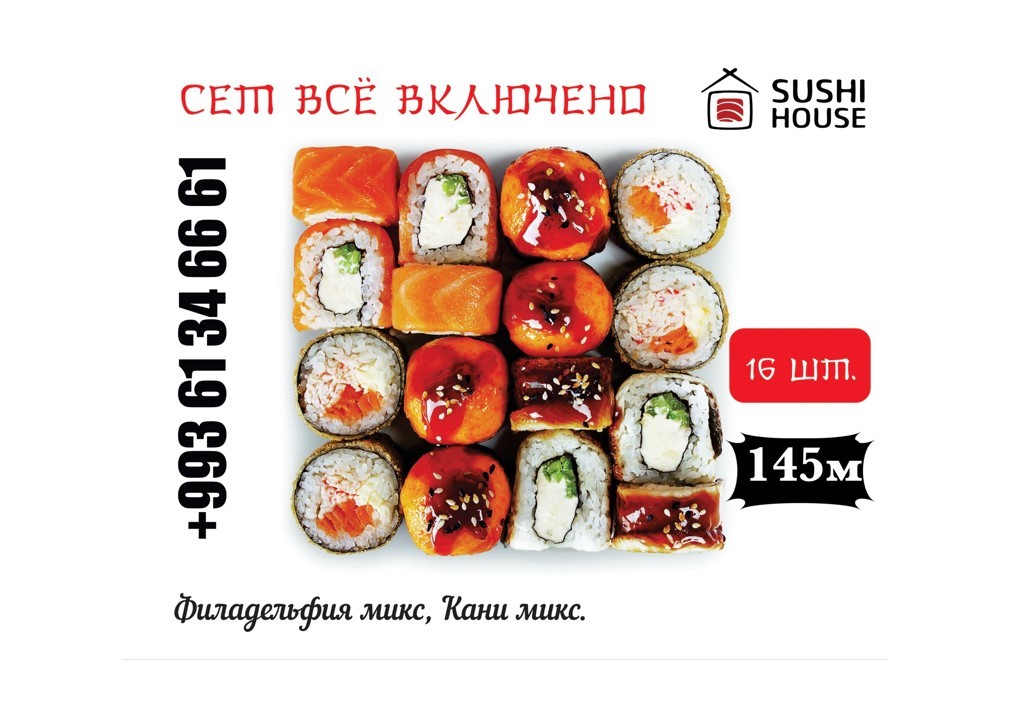 СЕТ ВСЁ ВКЛЮЧЕНО
SUSHI
HOUSE
+993 61 34 66 61
16 шт.
145м
Филадельфия микс, Кани микс.